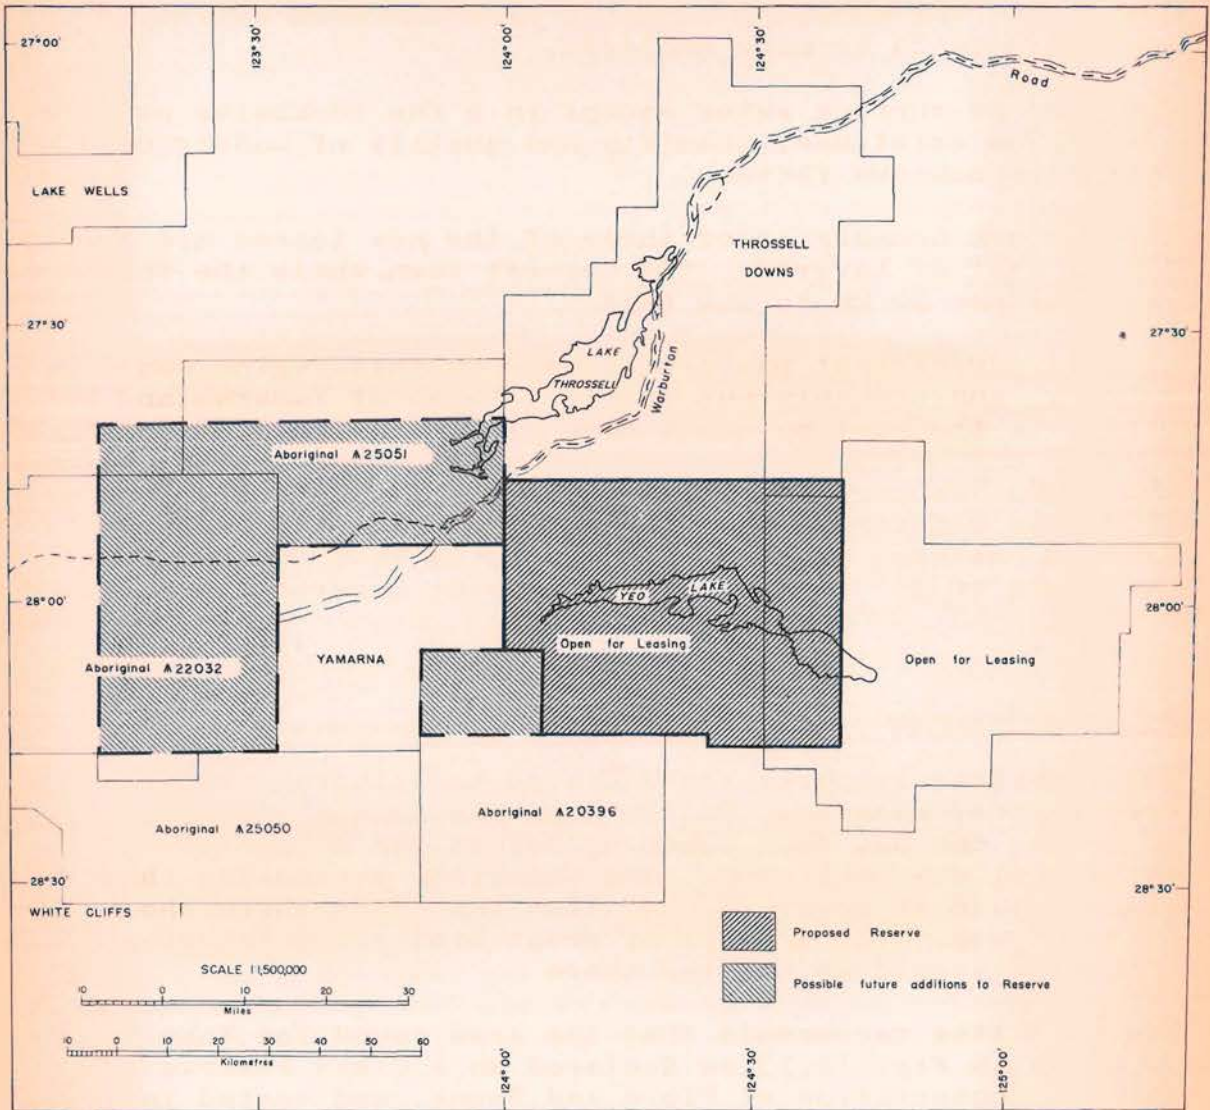 27°00'
123°30'
124°00'
124°30'
Road
LAKE WELLS
THROSSELL
DOWNS
27°30'
27°30'
LAKE
THROSSELL
Warburton
Aboriginal A25051
28°00'
28°00'
YEO LAKE
Open for Leasing
Open for Leasing
Aboriginal A22032
YAMARNA
Aboriginal A25050
Aboriginal A20396
28°30'
28°30'
WHITE CLIFFS
Proposed Reserve
Possible future additions to Reserve
SCALE 1:1,500,000
10 0 10 20 30
Miles
10 0 10 20 30 40 50 60
Kilometres
124°00'
124°30'
125°00'